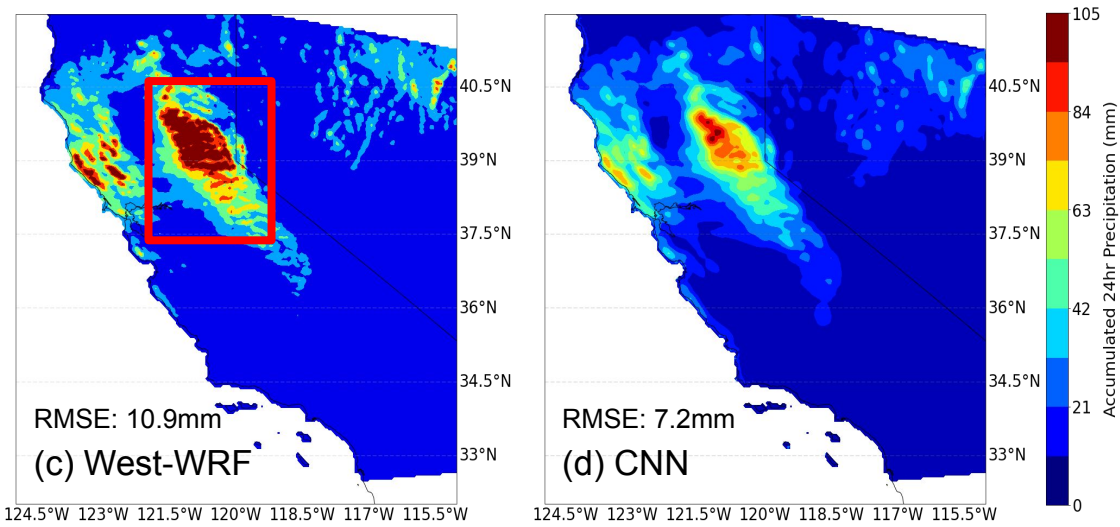 40.5°N
39°N
37.5°N
36°N
34.5°N
33°N
RMSE: 10.9mm
(c) West-WRF
124.5°W 123°W 121.5°W 120°W 118.5°W 117°W 115.5°W
40.5°N
39°N
37.5°N
36°N
34.5°N
33°N
RMSE: 7.2mm
(d) CNN
124.5°W 123°W 121.5°W 120°W 118.5°W 117°W 115.5°W
105
84
63
42
21
0
Accumulated 24hr Precipitation (mm)